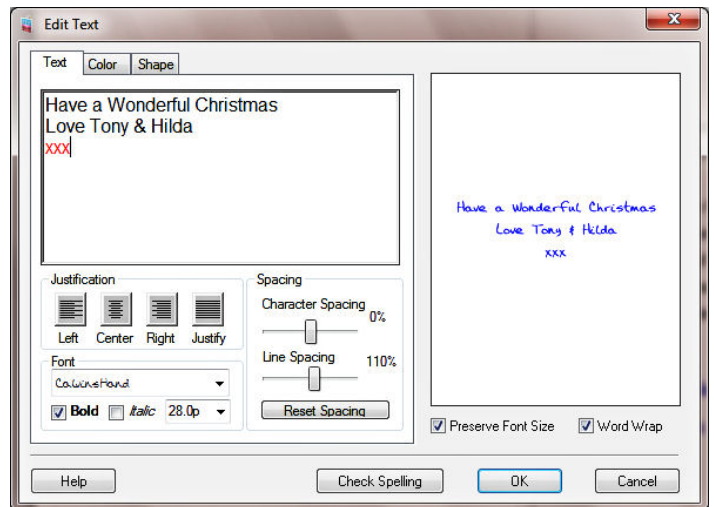 Edit Text
Text Color Shape
Have a Wonderful Christmas
Love Tony & Hilda
xxx
Have a Wonderful Christmas
Love Tony & Hilda
xxx
Justification
Left Center Right Justify
Spacing
Character Spacing 0%
Line Spacing 110%
Reset Spacing
Font
Bold Italic 28.0p
Preserve Font Size Word Wrap
Help Check Spelling OK Cancel